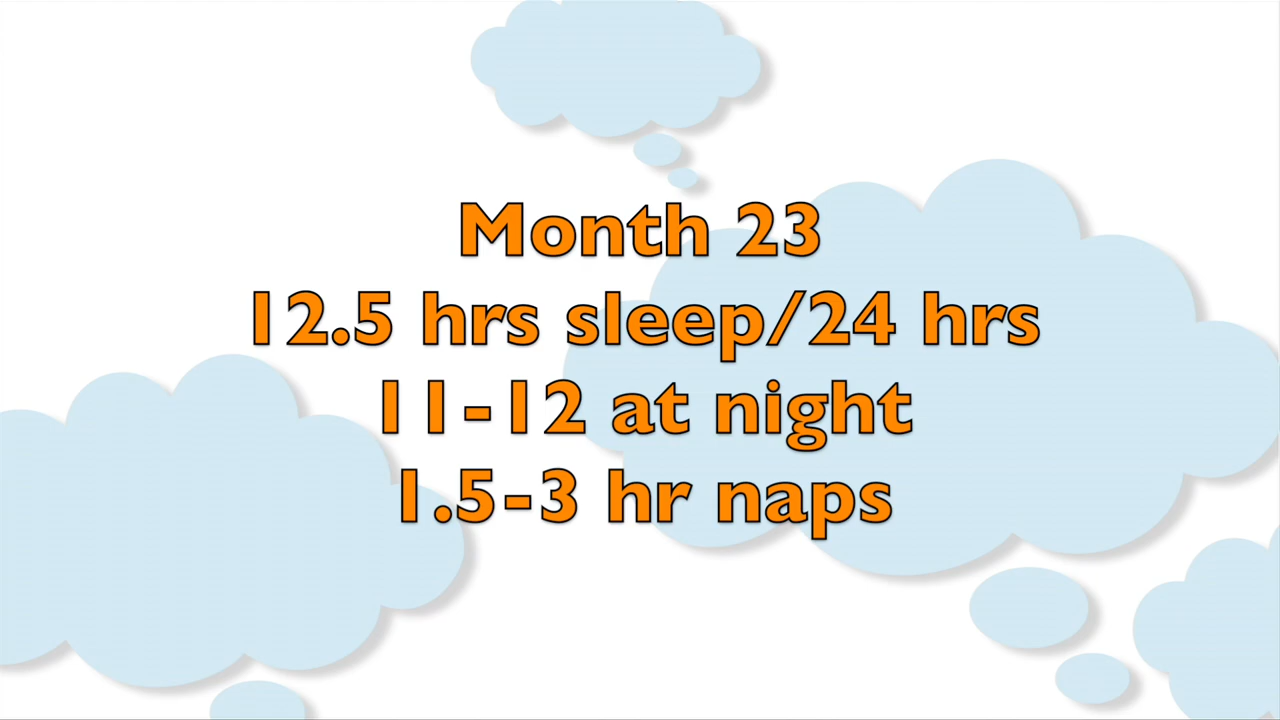 Month 23
12.5 hrs sleep/24 hrs
11-12 at night
1.5-3 hr naps